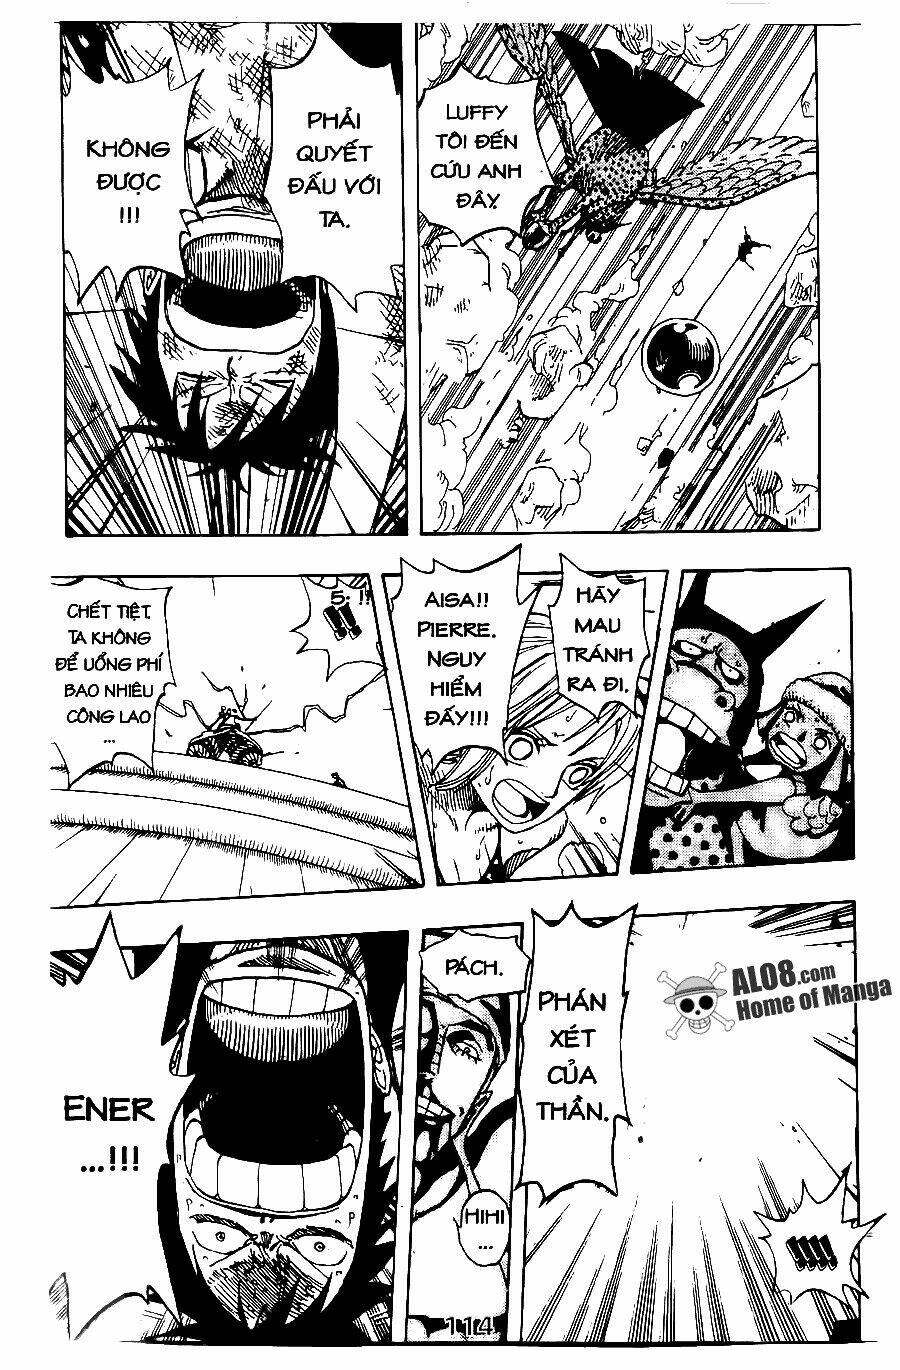 LUFFY
TÔI ĐẾN
CỨU ANH
ĐÂY.
PHẢI
QUYẾT
ĐẤU VỚI
TA.
KHÔNG
ĐƯỢC
!!!
HÃY
MAU
TRÁNH
RA ĐI.
AISA!!
PIERRE.
NGUY
HIỂM
ĐẤY!!!
5. !!
!!
CHẾT TIỆT.
TA KHÔNG
ĐỂ UỔNG PHÍ
BAO NHIÊU
CÔNG LAO
...
AL08.com
Home of Manga
PHÁN
XÉT
CỦA
THẦN.
!!!!
PÁCH.
HIHI
...
ENER
...!!!
114